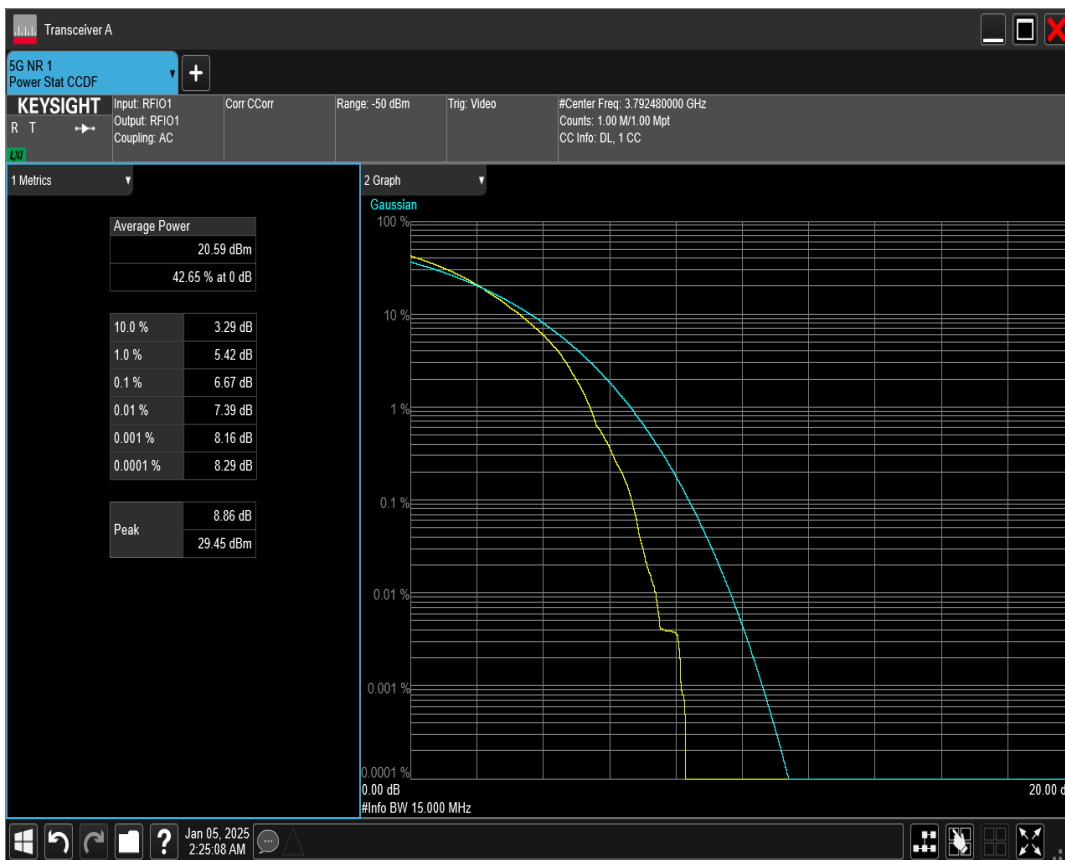 Transceiver A
5G NR 1
Power Stat CCDF
KEYSIGHT
R T
LXI
Input: RFIO1
Output: RFIO1
Coupling: AC
Corr CCorr
Range: -50 dBm
Trig: Video
#Center Freq: 3.792480000 GHz
Counts: 1.00 M/1.00 Mpt
CC Info: DL, 1 CC
1 Metrics
Average Power
20.59 dBm
42.65 % at 0 dB
10.0 % 3.29 dB
1.0 % 5.42 dB
0.1 % 6.67 dB
0.01 % 7.39 dB
0.001 % 8.16 dB
0.0001 % 8.29 dB
Peak
8.86 dB
29.45 dBm
2 Graph
Gaussian
100 %
10 %
1 %
0.1 %
0.01 %
0.001 %
0.0001 %
0.00 dB
20.00 d
#Info BW 15.000 MHz
Jan 05, 2025
2:25:08 AM